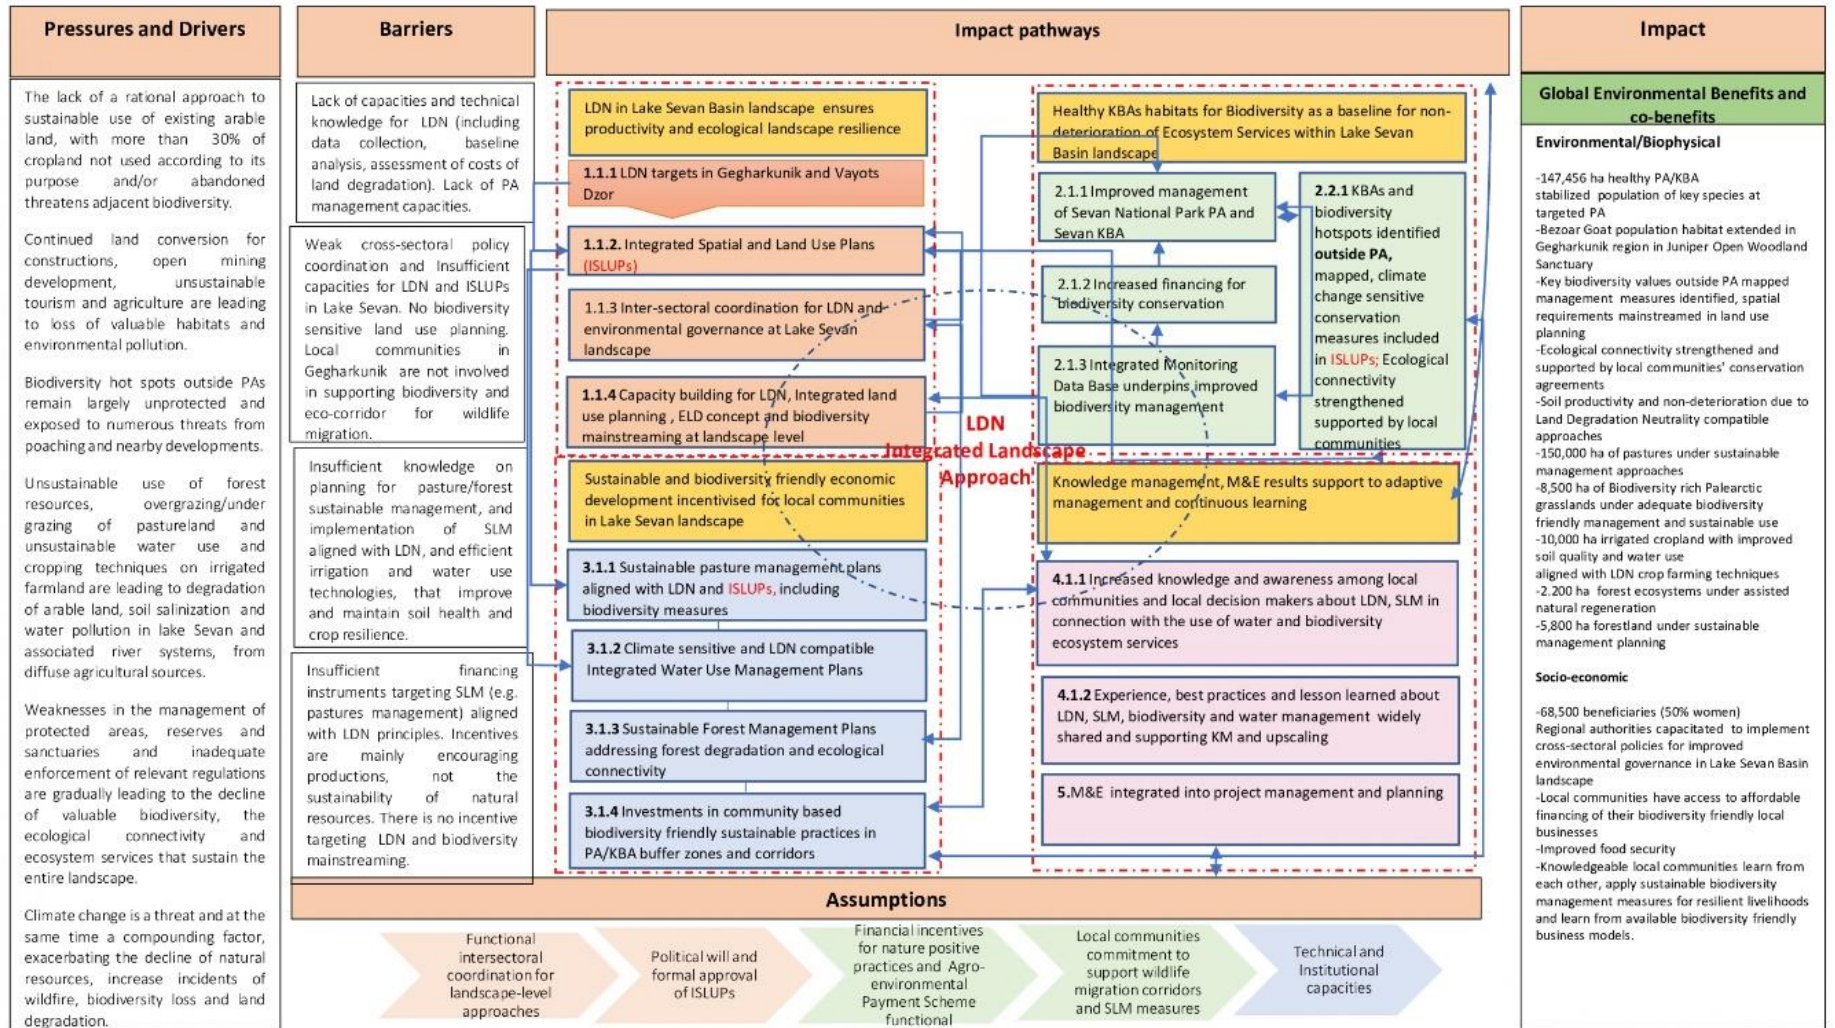 Pressures and Drivers
The lack of a rational approach to
sustainable use of existing arable
land, with more than 30% of
cropland not used according to its
purpose and/or abandoned
threatens adjacent biodiversity.
Continued land conversion for
constructions, open mining
development, unsustainable
tourism and agriculture are leading
to loss of valuable habitats and
environmental pollution.
Biodiversity hot spots outside PAs
remain largely unprotected and
exposed to numerous threats from
poaching and nearby developments.
Unsustainable use of forest
resources, overgrazing/under
grazing of pastureland and
unsustainable water use and
cropping techniques on irrigated
farmland are leading to degradation
of arable land, soil salinization and
water pollution in lake Sevan and
associated river systems, from
diffuse agricultural sources.
Weaknesses in the management of
protected areas, reserves and
sanctuaries and inadequate
enforcement of relevant regulations
are gradually leading to the decline
of valuable biodiversity, the
ecological connectivity and
ecosystem services that sustain the
entire landscape.
Climate change is a threat and at the
same time a compounding factor,
exacerbating the decline of natural
resources, increase incidents of
wildfire, biodiversity loss and land
degradation.
Barriers
Lack of capacities and technical
knowledge for LDN (including
data collection, baseline
analysis, assessment of costs of
land degradation). Lack of PA
management capacities.
Weak cross-sectoral policy
coordination and Insufficient
capacities for LDN and ISLUPs
in Lake Sevan. No biodiversity
sensitive land use planning.
Local communities in
Gegharkunik are not involved
in supporting biodiversity and
eco-corridor for wildlife
migration.
Insufficient knowledge on
planning for pasture/forest
sustainable management, and
implementation of SLM
aligned with LDN, and efficient
irrigation and water use
technologies, that improve
and maintain soil health and
crop resilience.
Insufficient financing
instruments targeting SLM (e.g.
pastures management) aligned
with LDN principles. Incentives
are mainly encouraging
productions, not the
sustainability of natural
resources. There is no incentive
targeting LDN and biodiversity
mainstreaming.
Impact pathways
LDN in Lake Sevan Basin landscape ensures
productivity and ecological landscape resilience
1.1.1 LDN targets in Gegharkunik and Vayots
Dzor
1.1.2. Integrated Spatial and Land Use Plans
(ISLUPs)
1.1.3 Inter-sectoral coordination for LDN and
environmental governance at Lake Sevan
landscape
1.1.4 Capacity building for LDN, Integrated land
use planning , ELD concept and biodiversity
mainstreaming at landscape level
Sustainable and biodiversity friendly economic
development incentivised for local communities
in Lake Sevan landscape
3.1.1 Sustainable pasture management plans
aligned with LDN and ISLUPs, including
biodiversity measures
3.1.2 Climate sensitive and LDN compatible
Integrated Water Use Management Plans
3.1.3 Sustainable Forest Management Plans
addressing forest degradation and ecological
connectivity
3.1.4 Investments in community based
biodiversity friendly sustainable practices in
PA/KBA buffer zones and corridors
LDN
Integrated Landscape
Approach
Healthy KBAs habitats for Biodiversity as a baseline for non-
deterioration of Ecosystem Services within Lake Sevan
Basin landscape
2.1.1 Improved management
of Sevan National Park PA and
Sevan KBA
2.1.2 Increased financing for
biodiversity conservation
2.1.3 Integrated Monitoring
Data Base underpins improved
biodiversity management
2.2.1 KBAs and
biodiversity
hotspots identified
outside PA,
mapped, climate
change sensitive
conservation
measures included
in ISLUPs; Ecological
connectivity
strengthened
supported by local
communities
Knowledge management, M&E results support to adaptive
management and continuous learning
4.1.1 Increased knowledge and awareness among local
communities and local decision makers about LDN, SLM in
connection with the use of water and biodiversity
ecosystem services
4.1.2 Experience, best practices and lesson learned about
LDN, SLM, biodiversity and water management widely
shared and supporting KM and upscaling
5.M&E integrated into project management and planning
Assumptions
Functional
intersectoral
coordination for
landscape-level
approaches
Political will and
formal approval
of ISLUPs
Financial incentives
for nature positive
practices and Agro-
environmental
Payment Scheme
functional
Local communities
commitment to
support wildlife
migration corridors
and SLM measures
Technical and
Institutional
capacities
Impact
Global Environmental Benefits and
co-benefits
Environmental/Biophysical
-147,456 ha healthy PA/KBA
stabilized population of key species at
targeted PA
-Bezoar Goat population habitat extended in
Gegharkunik region in Juniper Open Woodland
Sanctuary
-Key biodiversity values outside PA mapped
management measures identified, spatial
requirements mainstreamed in land use
planning
-Ecological connectivity strengthened and
supported by local communities' conservation
agreements
-Soil productivity and non-deterioration due to
Land Degradation Neutrality compatible
approaches
-150,000 ha of pastures under sustainable
management approaches
-8,500 ha of Biodiversity rich Palearctic
grasslands under adequate biodiversity
friendly management and sustainable use
-10,000 ha irrigated cropland with improved
soil quality and water use
aligned with LDN crop farming techniques
-2.200 ha forest ecosystems under assisted
natural regeneration
-5,800 ha forestland under sustainable
management planning
Socio-economic
-68,500 beneficiaries (50% women)
Regional authorities capacitated to implement
cross-sectoral policies for improved
environmental governance in Lake Sevan Basin
landscape
-Local communities have access to affordable
financing of their biodiversity friendly local
businesses
-Improved food security
-Knowledgeable local communities learn from
each other, apply sustainable biodiversity
management measures for resilient livelihoods
and learn from available biodiversity friendly
business models.